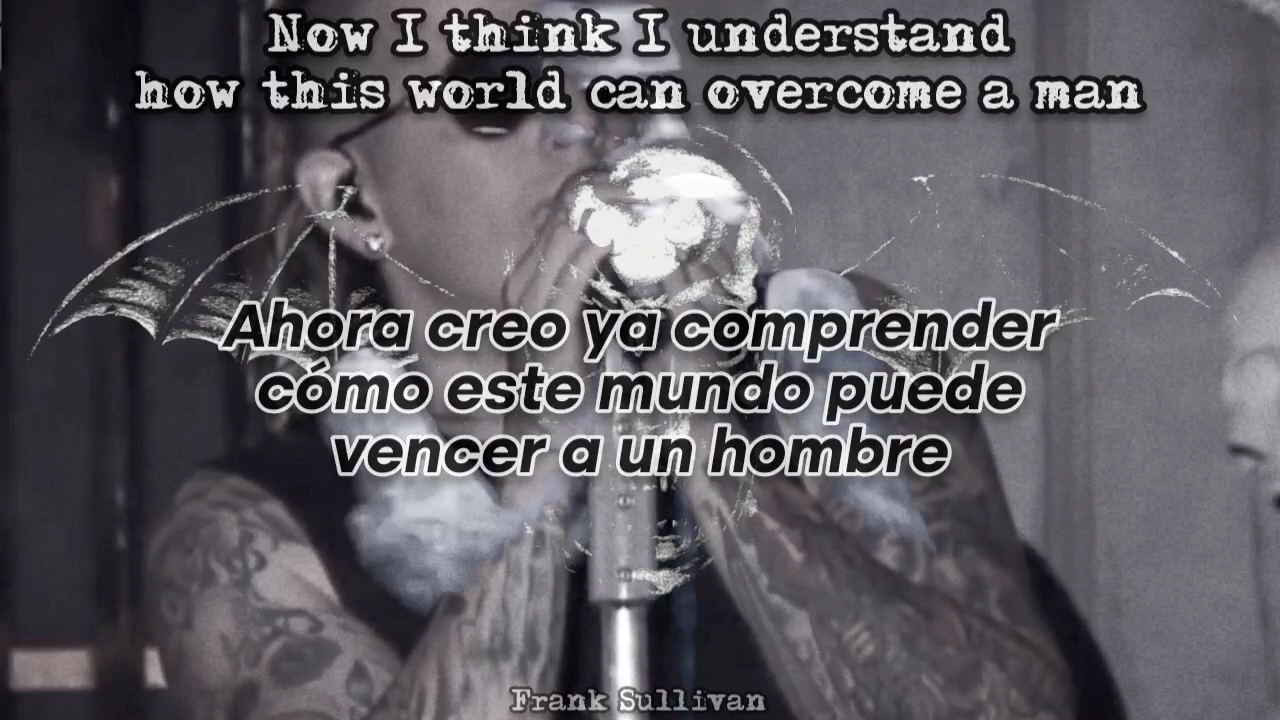 Now I think I understand
how this world can overcome a man
Ahora creo ya comprender
cómo este mundo puede
vencer a un hombre
Frank Sullivan